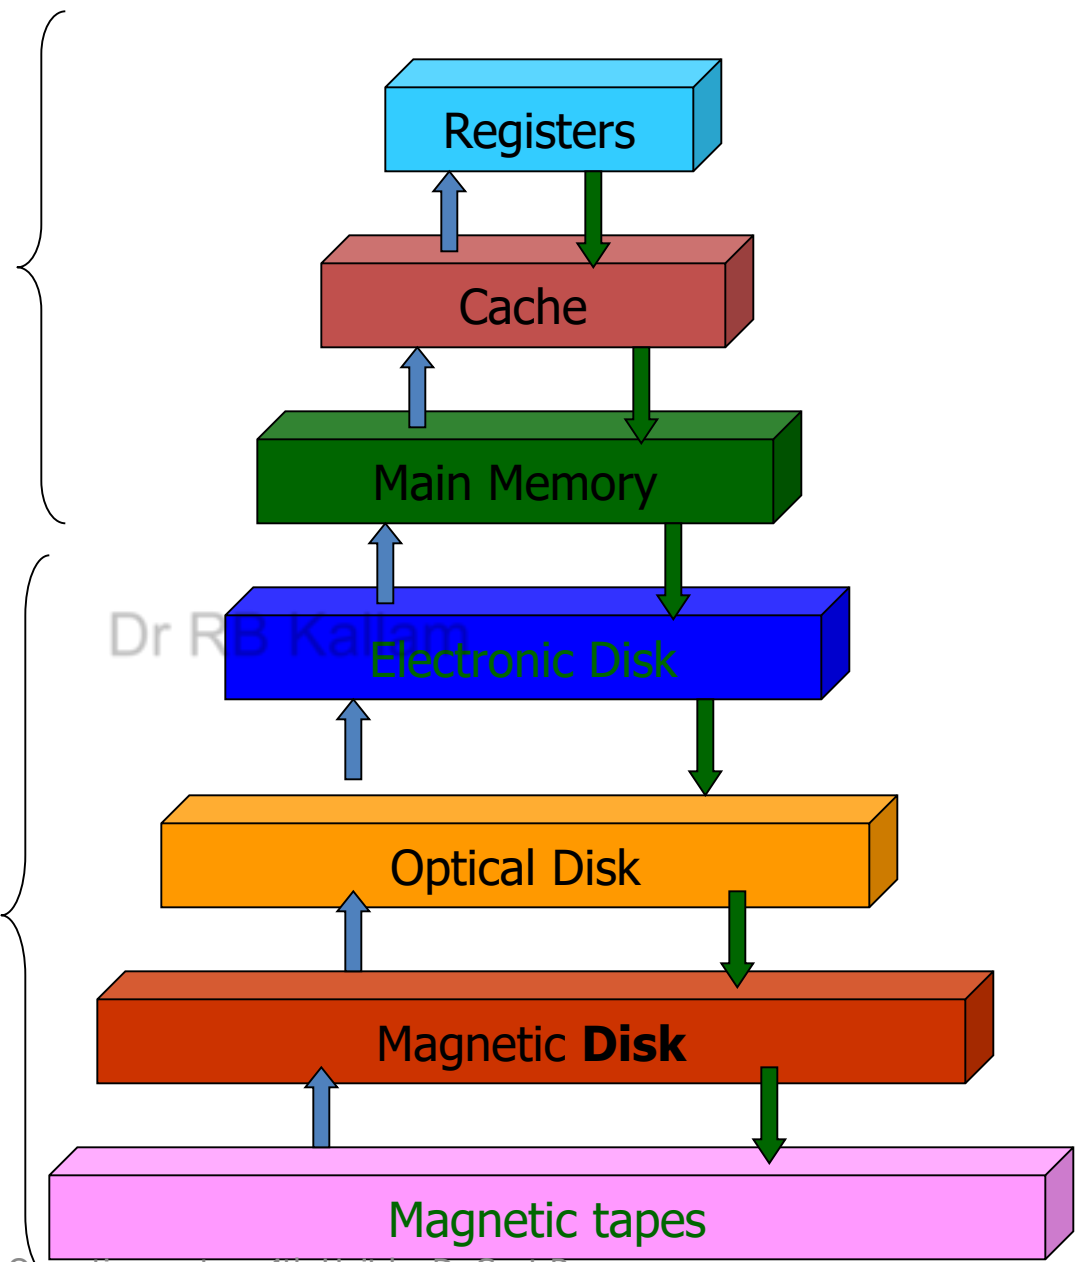 Registers
Cache
Main Memory
Dr RB Kallam
Electronic Disk
Optical Disk
Magnetic Disk
Magnetic tapes